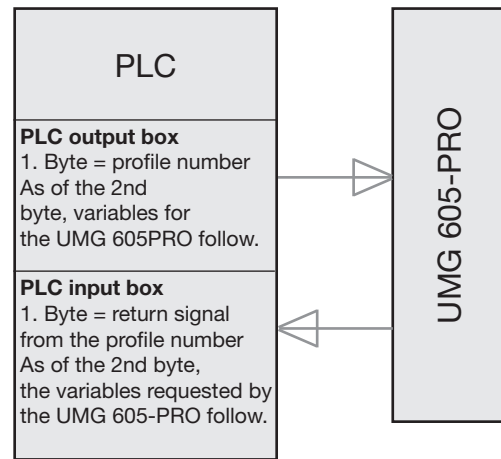 PLC
PLC output box
1. Byte = profile number
As of the 2nd
byte, variables for
the UMG 605PRO follow.
PLC input box
1. Byte = return signal
from the profile number
As of the 2nd byte,
the variables requested by
the UMG 605-PRO follow.
UMG 605-PRO